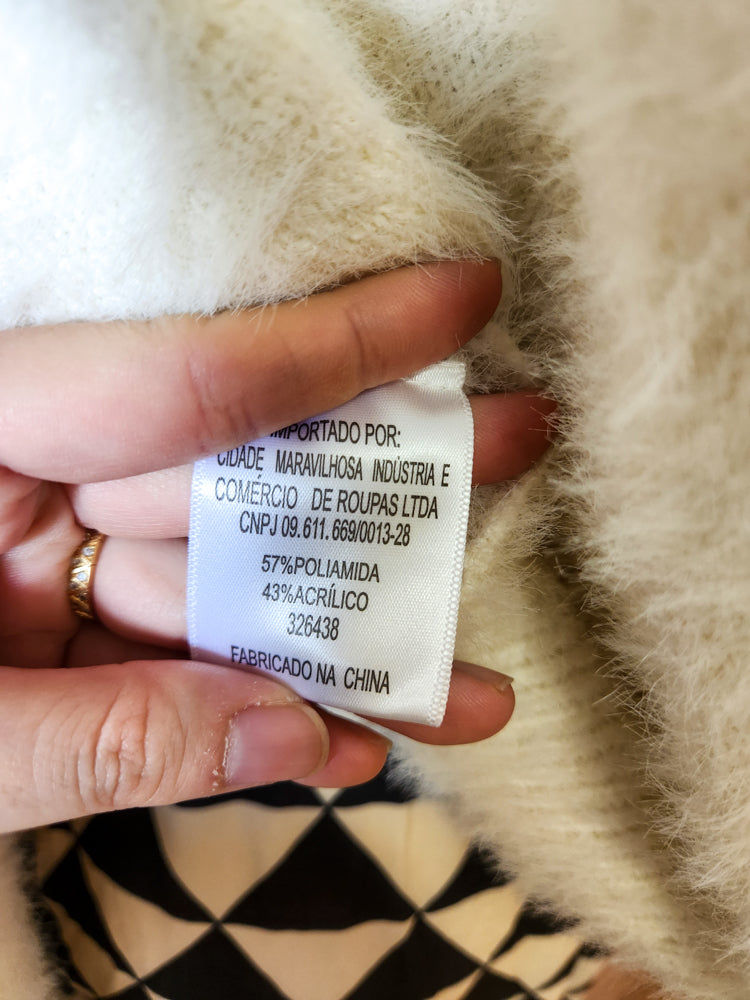 IMPORTADO POR:
CIDADE MARAVILHOSA INDÚSTRIA E
COMÉRCIO DE ROUPAS LTDA
CNPJ 09.611.669/0013-28
57%POLIAMIDA
43%ACRÍLICO
326438
FABRICADO NA CHINA